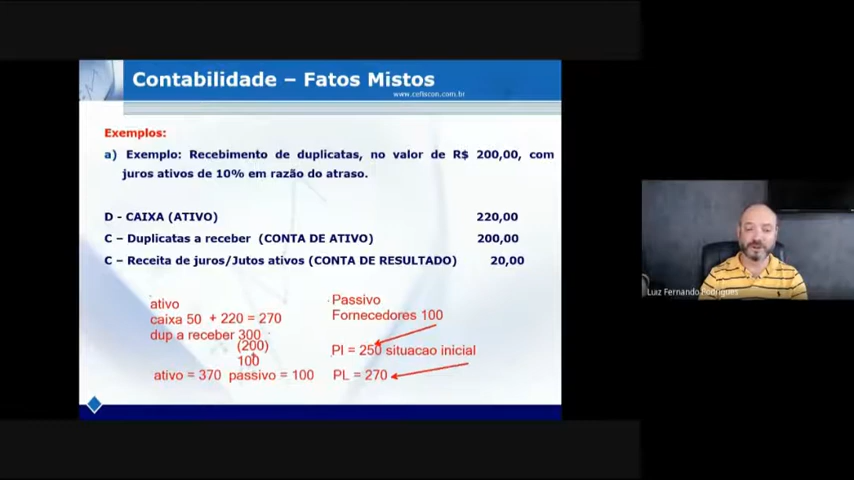 Contabilidade – Fatos Mistos
www.cefiscon.com.br
Exemplos:
a) Exemplo: Recebimento de duplicatas, no valor de R$ 200,00, com
juros ativos de 10% em razão do atraso.
D - CAIXA (ATIVO) 220,00
C – Duplicatas a receber (CONTA DE ATIVO) 200,00
C – Receita de juros/Jutos ativos (CONTA DE RESULTADO) 20,00
ativo
caixa 50 + 220 = 270
dup a receber 300
(200)
100
ativo = 370 passivo = 100
Passivo
Fornecedores 100
Pl = 250 situacao inicial
PL = 270
Luiz Fernando Rodrigues